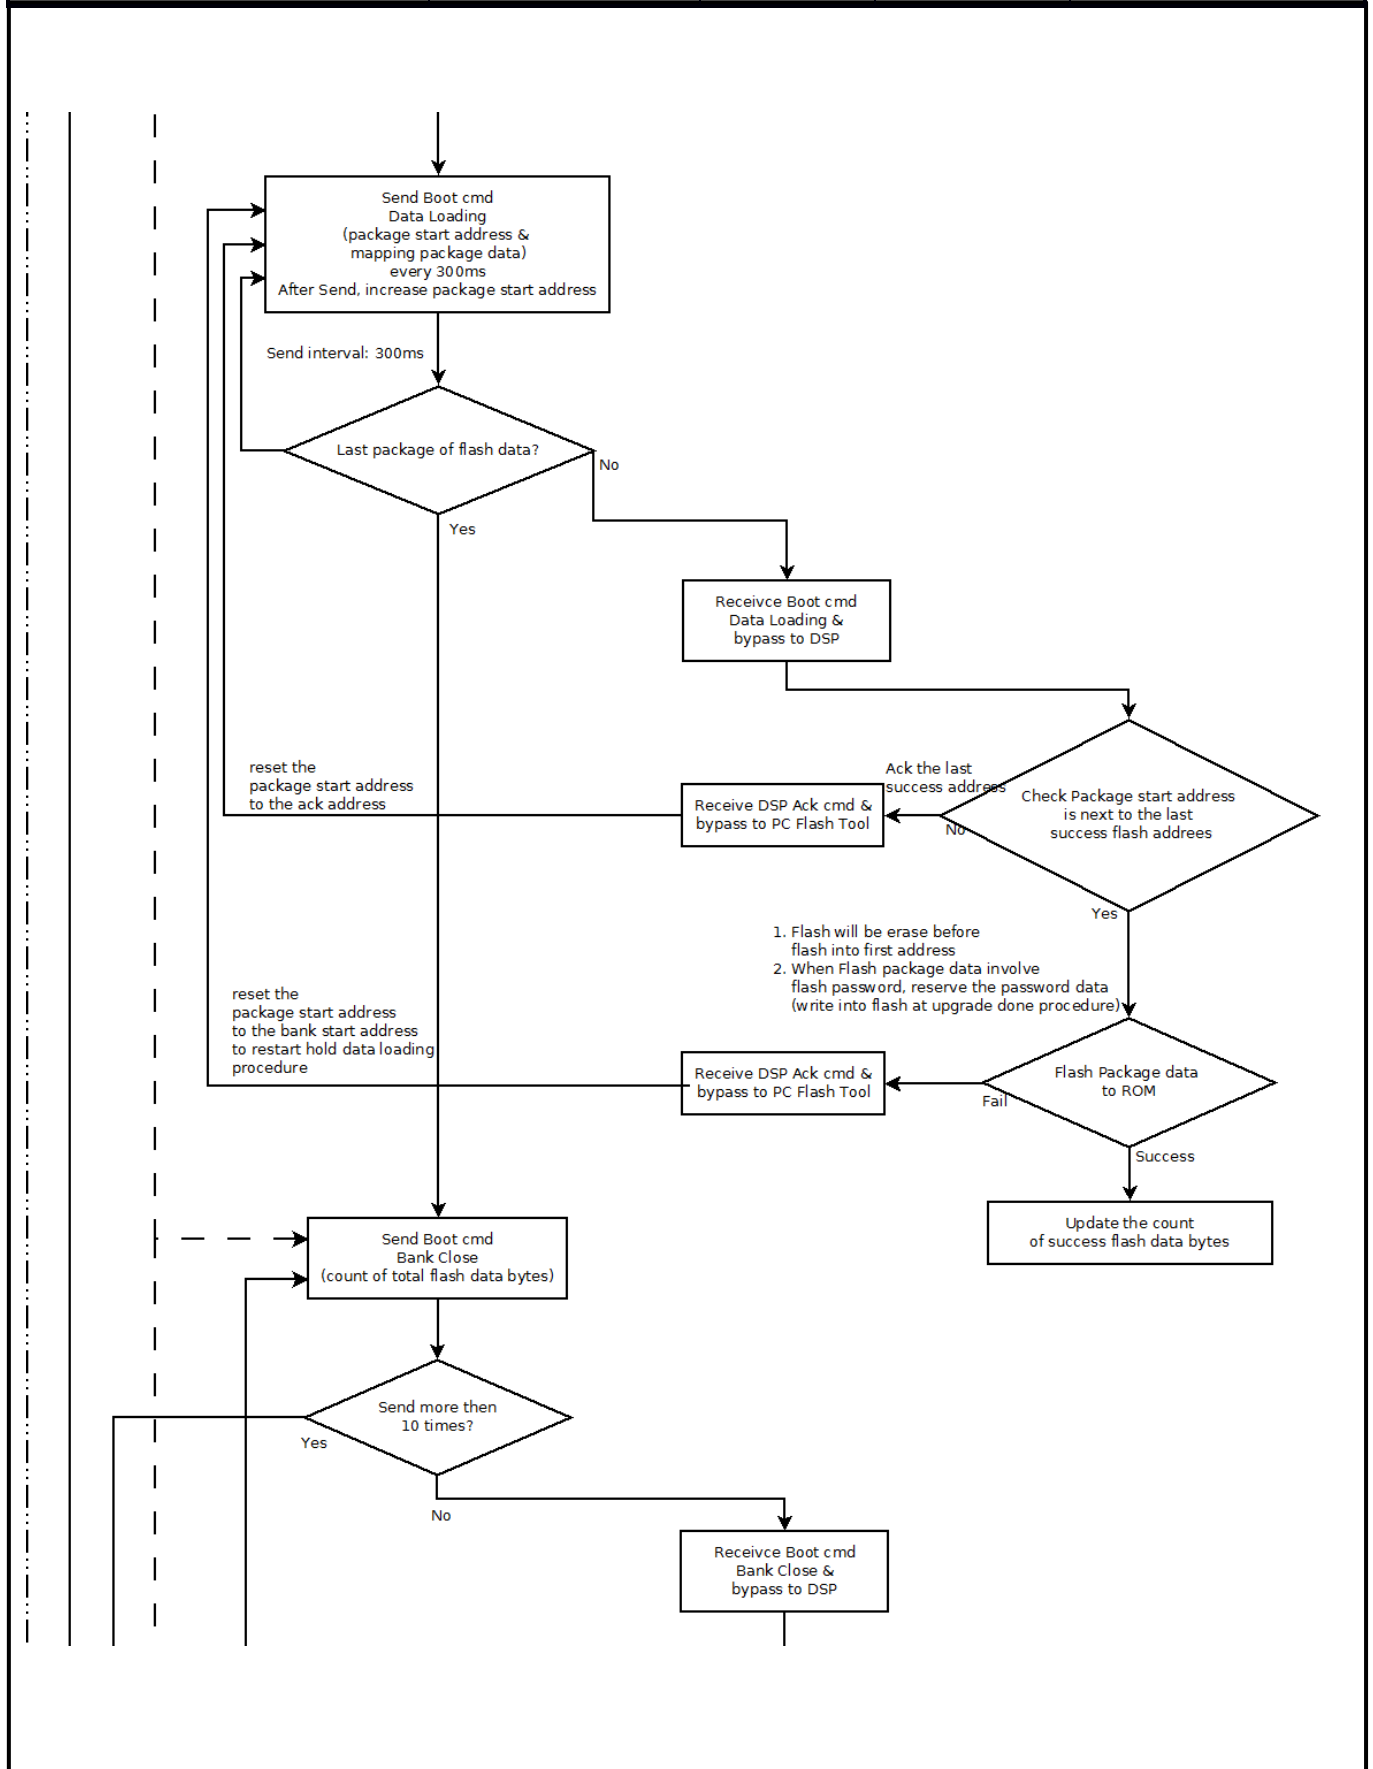 Send Boot cmd
Data Loading
(package start address &
mapping package data)
every 300ms
After Send, increase package start address
Send interval: 300ms
Last package of flash data?
No
Yes
Receivce Boot cmd
Data Loading &
bypass to DSP
reset the
package start address
to the ack address
Receive DSP Ack cmd &
bypass to PC Flash Tool
Ack the last
success address
No
Check Package start address
is next to the last
success flash addrees
Yes
1. Flash will be erase before
flash into first address
2. When Flash package data involve
flash password, reserve the password data
(write into flash at upgrade done procedure)
reset the
package start address
to the bank start address
to restart hold data loading
procedure
Receive DSP Ack cmd &
bypass to PC Flash Tool
Fail
Flash Package data
to ROM
Success
Update the count
of success flash data bytes
Send Boot cmd
Bank Close
(count of total flash data bytes)
Send more then
10 times?
Yes
No
Receivce Boot cmd
Bank Close &
bypass to DSP